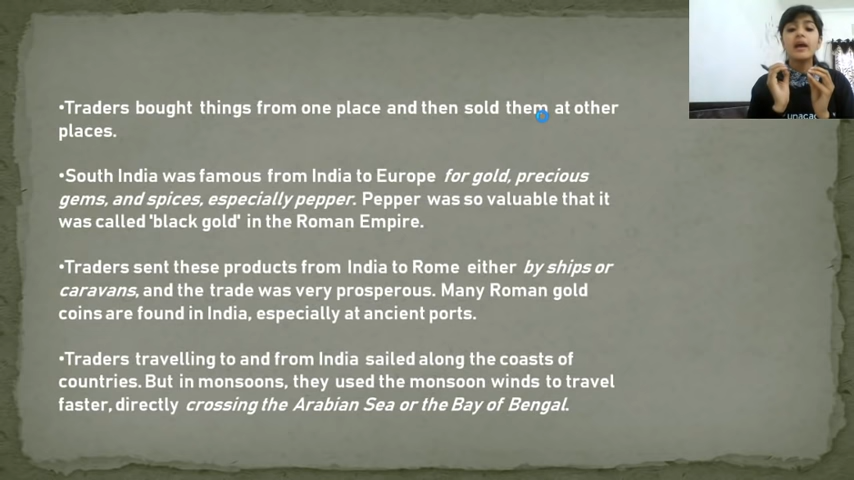 •Traders bought things from one place and then sold them at other
places.
•South India was famous from India to Europe for gold, precious
gems, and spices, especially pepper. Pepper was so valuable that it
was called 'black gold' in the Roman Empire.
•Traders sent these products from India to Rome either by ships or
caravans, and the trade was very prosperous. Many Roman gold
coins are found in India, especially at ancient ports.
•Traders travelling to and from India sailed along the coasts of
countries. But in monsoons, they used the monsoon winds to travel
faster, directly crossing the Arabian Sea or the Bay of Bengal.